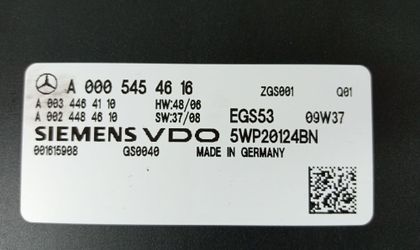 ZGS001 Q01
A 000 545 46 16
A 003 446 41 10 HW:48/06
A 002 448 46 10 SW:37/08 EGS53 09W37
SIEMENS VDO 5WP20124BN
001615908 GS0040 MADE IN GERMANY